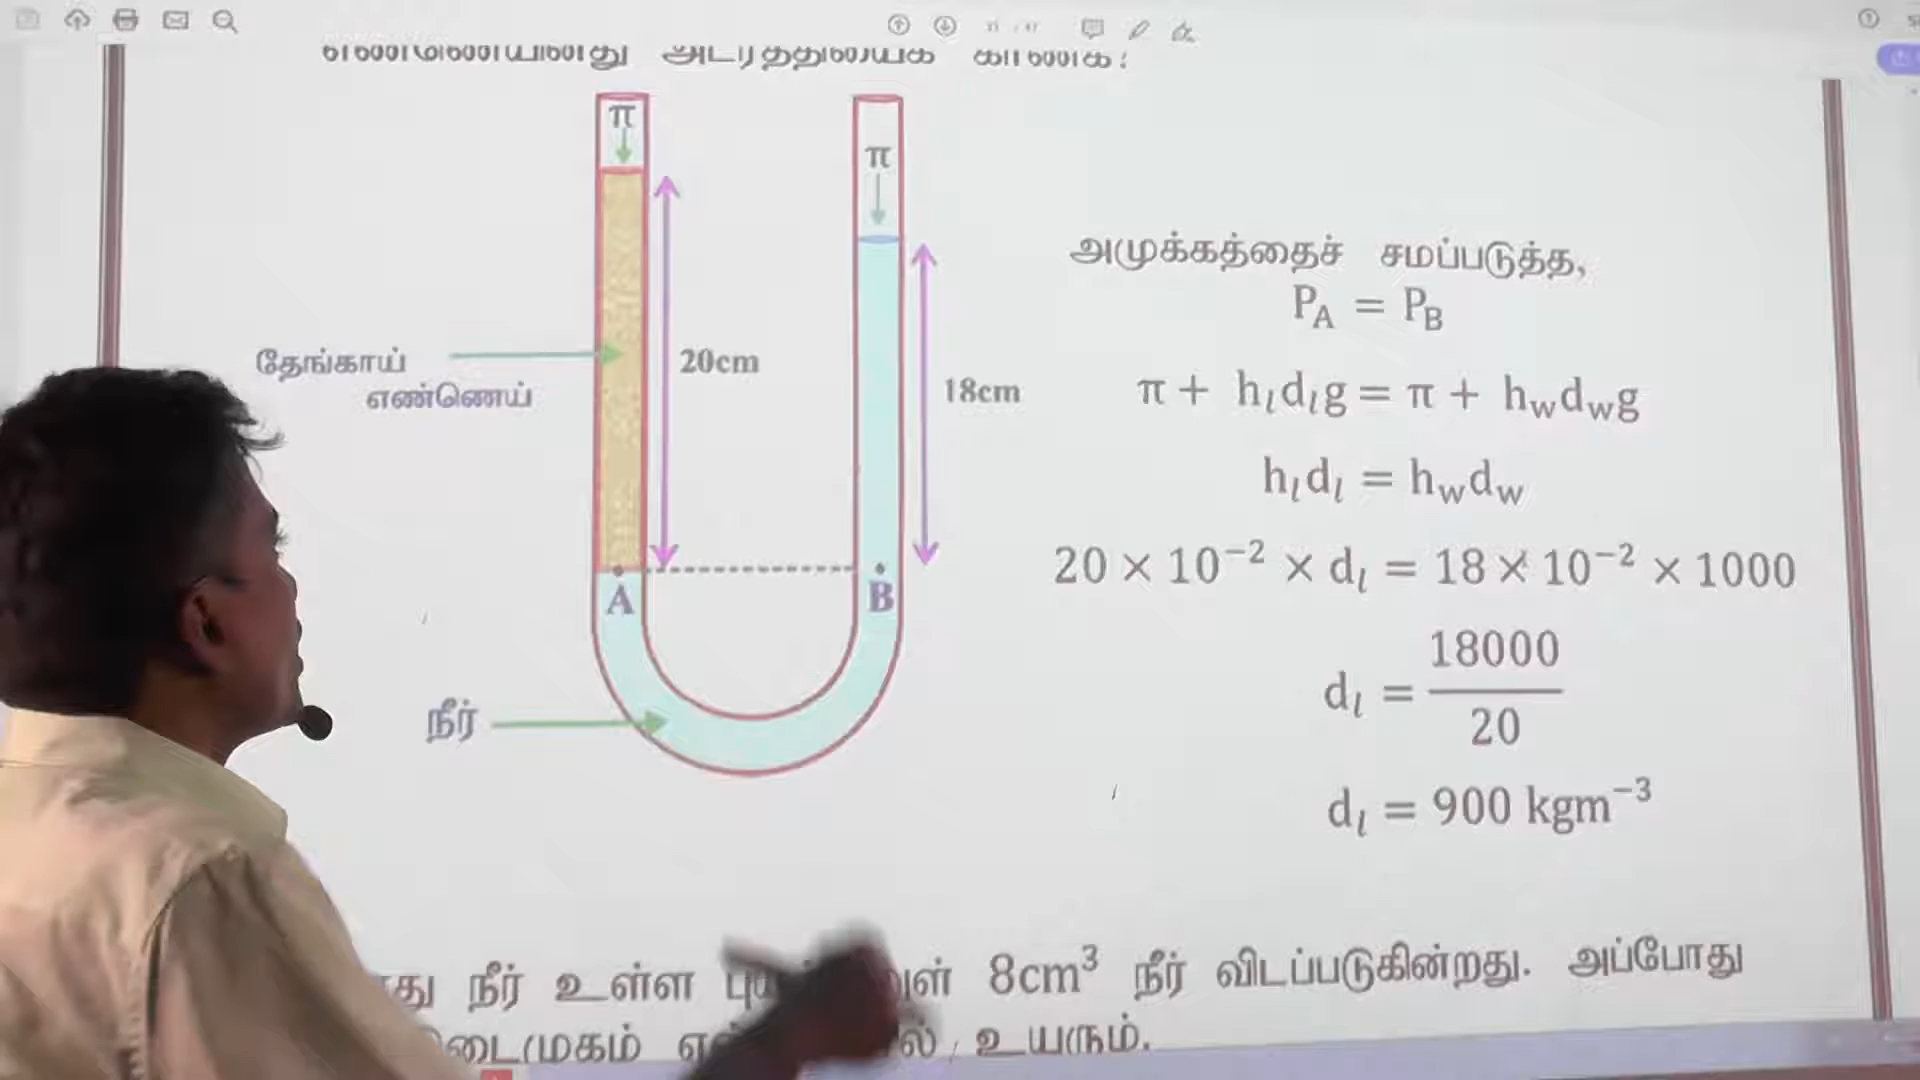 காண்க:
π
π
தேங்காய்
எண்ணெய்
20cm
18cm
A
B
நீர்
அமுக்கத்தைச் சமப்படுத்த,
P_A = P_B
π + h_l d_l g = π + h_w d_w g
h_l d_l = h_w d_w
20 × 10⁻² × d_l = 18 × 10⁻² × 1000
d_l = 18000 / 20
d_l = 900 kgm⁻³
நீர் உள்ள 8cm³ நீர் விடப்படுகின்றது. அப்போது
உயரும்.